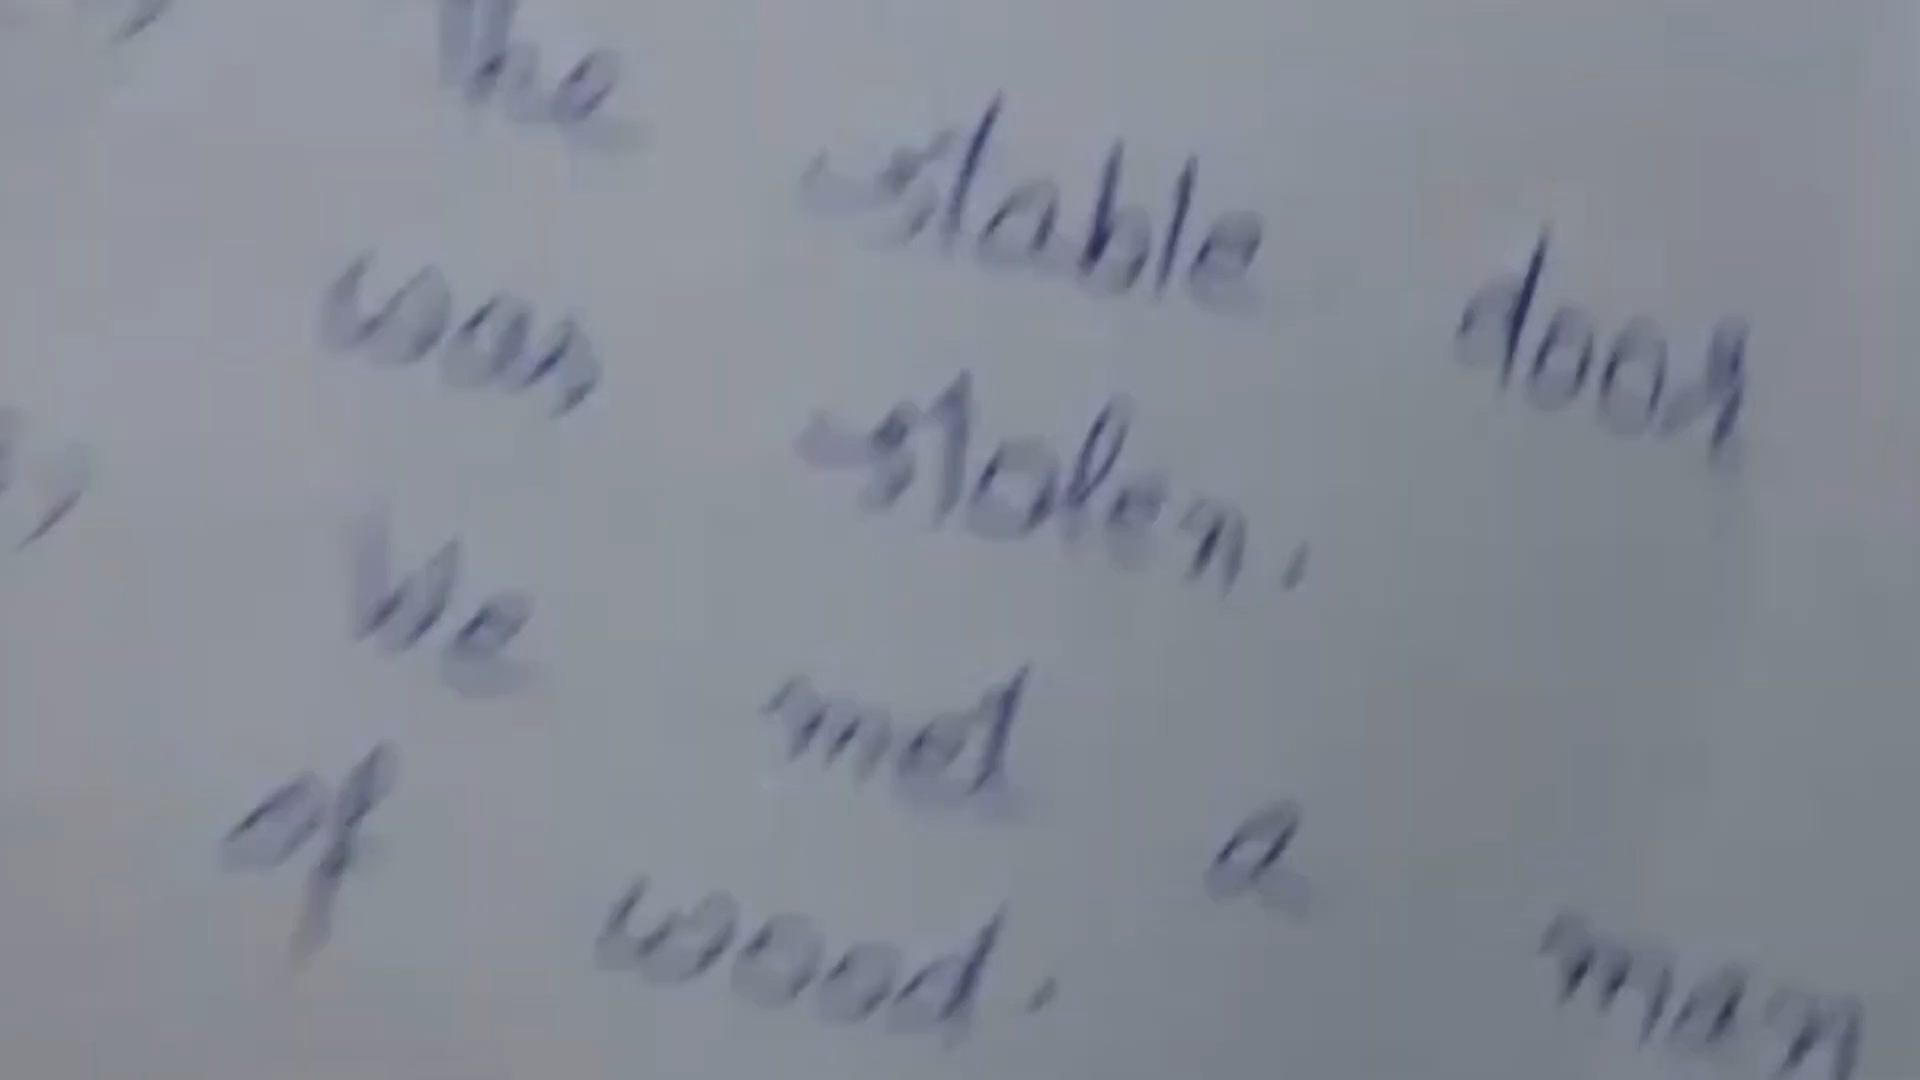 , the stable door
was stolen.
, he met a man
of wood.